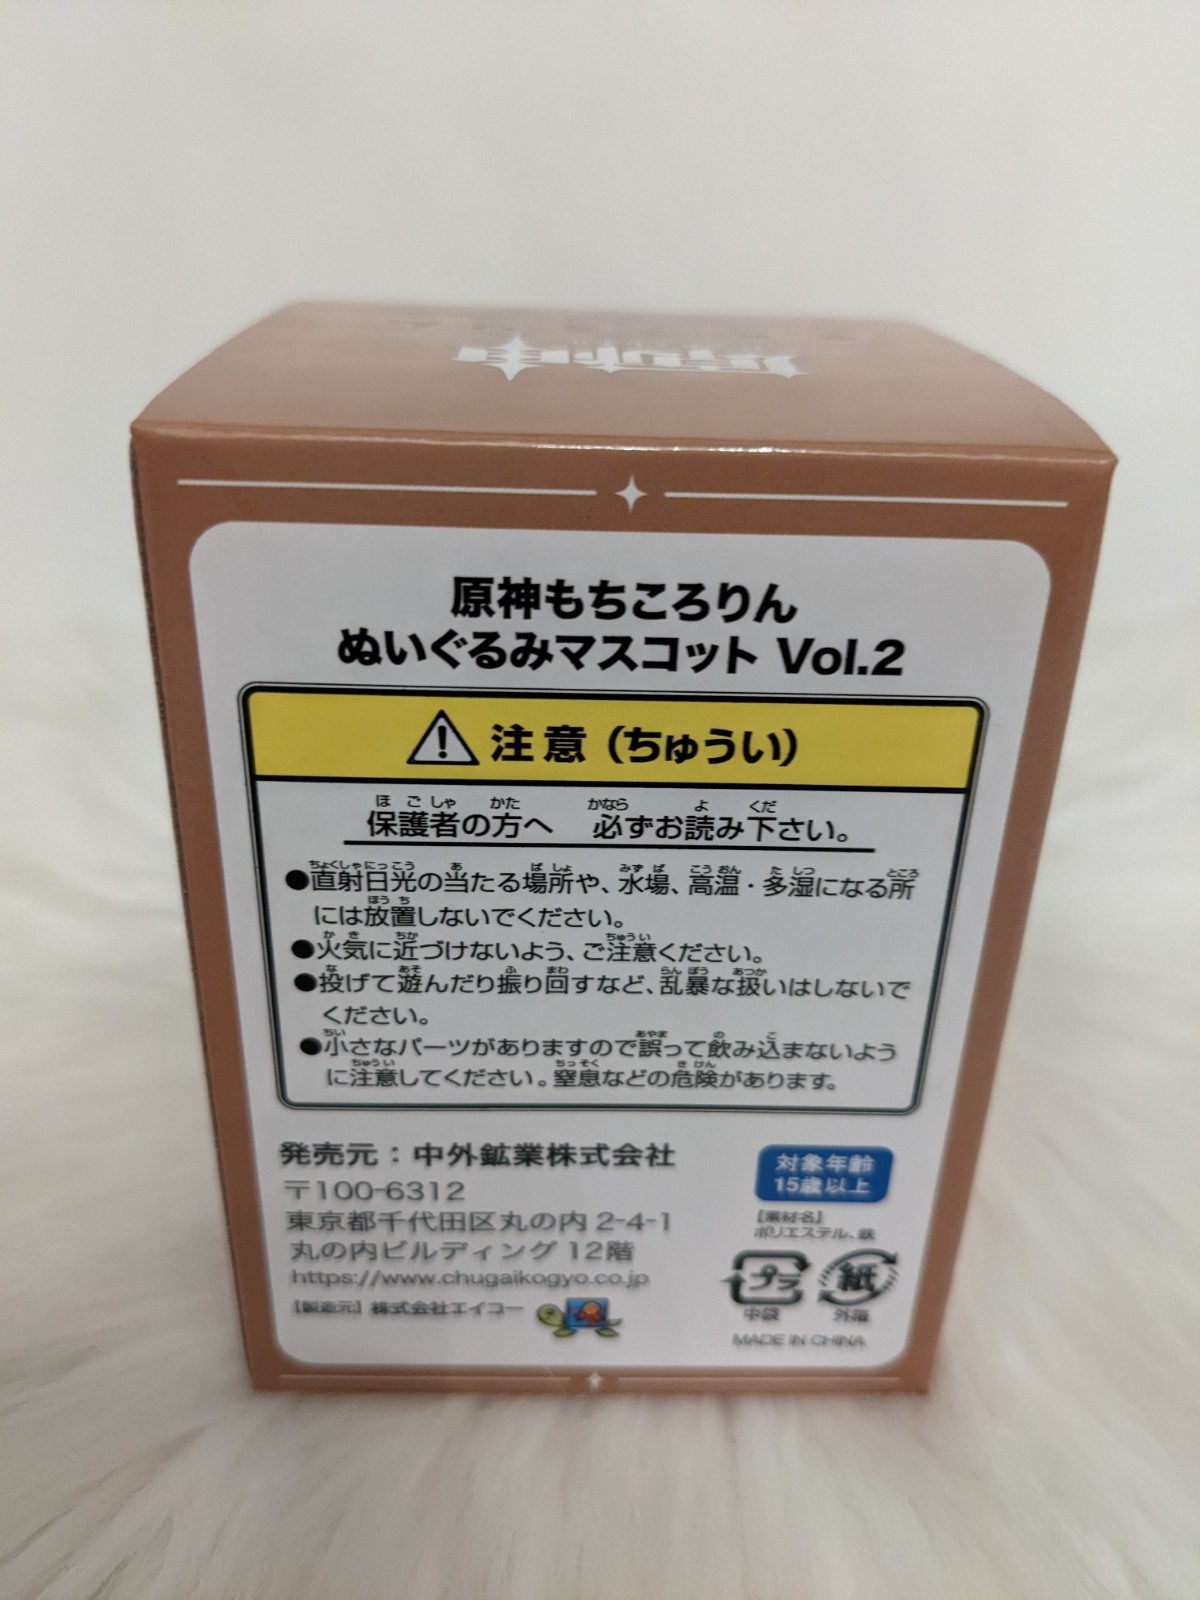 原神
原神もちころりん
ぬいぐるみマスコット Vol.2
注意（ちゅうい）
保護者の方へ 必ずお読み下さい。
●直射日光の当たる場所や、水場、高温・多湿になる所
には放置しないでください。
●火気に近づけないよう、ご注意ください。
●投げて遊んだり振り回すなど、乱暴な扱いはしないで
ください。
●小さなパーツがありますので誤って飲み込まないよう
に注意してください。窒息などの危険があります。
発売元：中外鉱業株式会社
〒100-6312
東京都千代田区丸の内 2-4-1
丸の内ビルディング 12階
https://www.chugaikogyo.co.jp
【製造元】株式会社エイコー
対象年齢
15歳以上
【素材名】
ポリエステル、鉄
プラ 紙
中袋 外箱
MADE IN CHINA